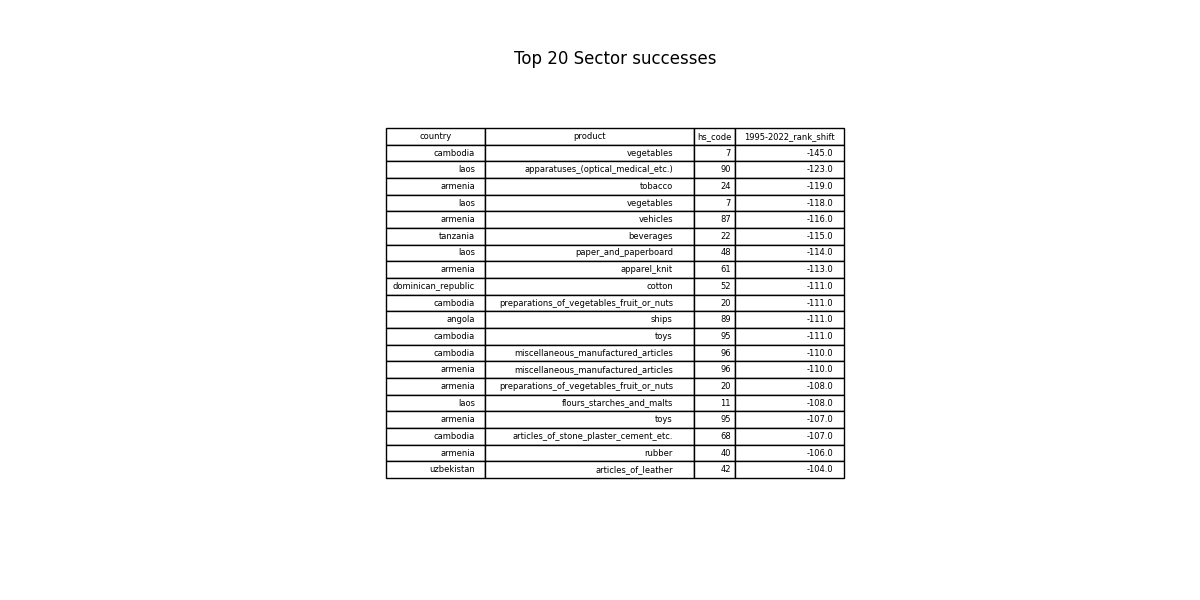 Top 20 Sector successes
country product hs_code 1995-2022_rank_shift
cambodia vegetables 7 -145.0
laos apparatuses_(optical_medical_etc.) 90 -123.0
armenia tobacco 24 -119.0
laos vegetables 7 -118.0
armenia vehicles 87 -116.0
tanzania beverages 22 -115.0
laos paper_and_paperboard 48 -114.0
armenia apparel_knit 61 -113.0
dominican_republic cotton 52 -111.0
cambodia preparations_of_vegetables_fruit_or_nuts 20 -111.0
angola ships 89 -111.0
cambodia toys 95 -111.0
cambodia miscellaneous_manufactured_articles 96 -110.0
armenia miscellaneous_manufactured_articles 96 -110.0
armenia preparations_of_vegetables_fruit_or_nuts 20 -108.0
laos flours_starches_and_malts 11 -108.0
armenia toys 95 -107.0
cambodia articles_of_stone_plaster_cement_etc. 68 -107.0
armenia rubber 40 -106.0
uzbekistan articles_of_leather 42 -104.0